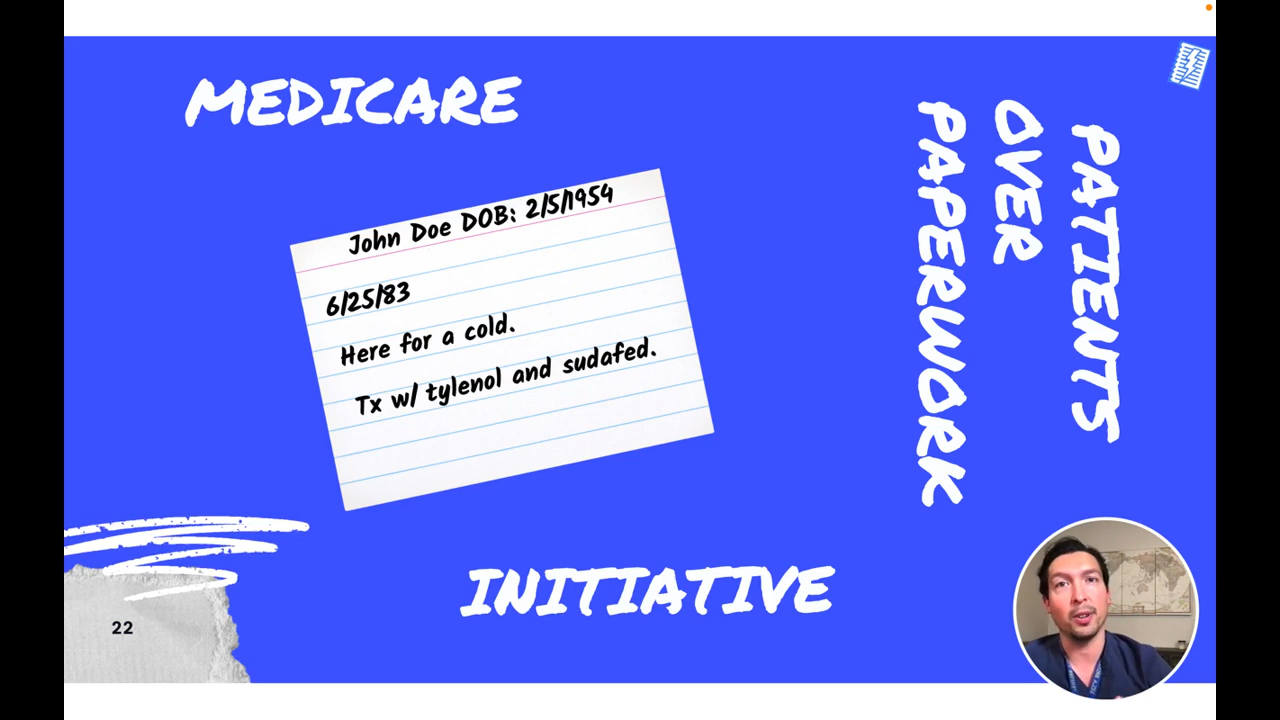 MEDICARE
PATIENTS
OVER
PAPERWORK
John Doe DOB: 2/5/1954
6/25/83
Here for a cold.
Tx w/ tylenol and sudafed.
INITIATIVE
22